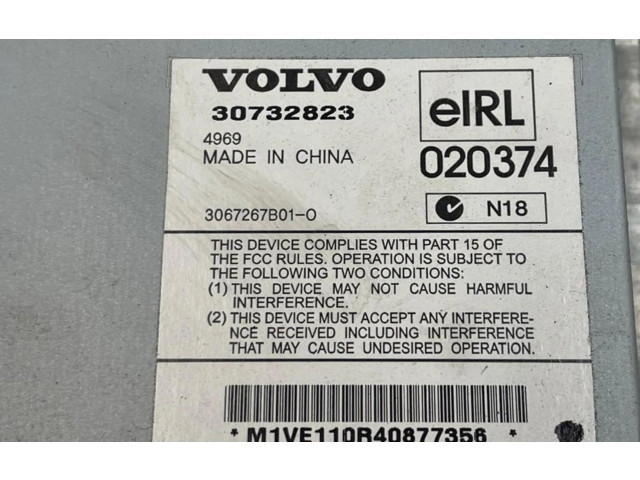 VOLVO
30732823
4969
MADE IN CHINA
3067267B01-O
eIRL
020374
N18
THIS DEVICE COMPLIES WITH PART 15 OF
THE FCC RULES. OPERATION IS SUBJECT TO
THE FOLLOWING TWO CONDITIONS:
(1) THIS DEVICE MAY NOT CAUSE HARMFUL
INTERFERENCE.
(2) THIS DEVICE MUST ACCEPT ANY INTERFERE-
NCE RECEIVED INCLUDING INTERFERENCE
THAT MAY CAUSE UNDESIRED OPERATION.
* M1VE110R40877356 *